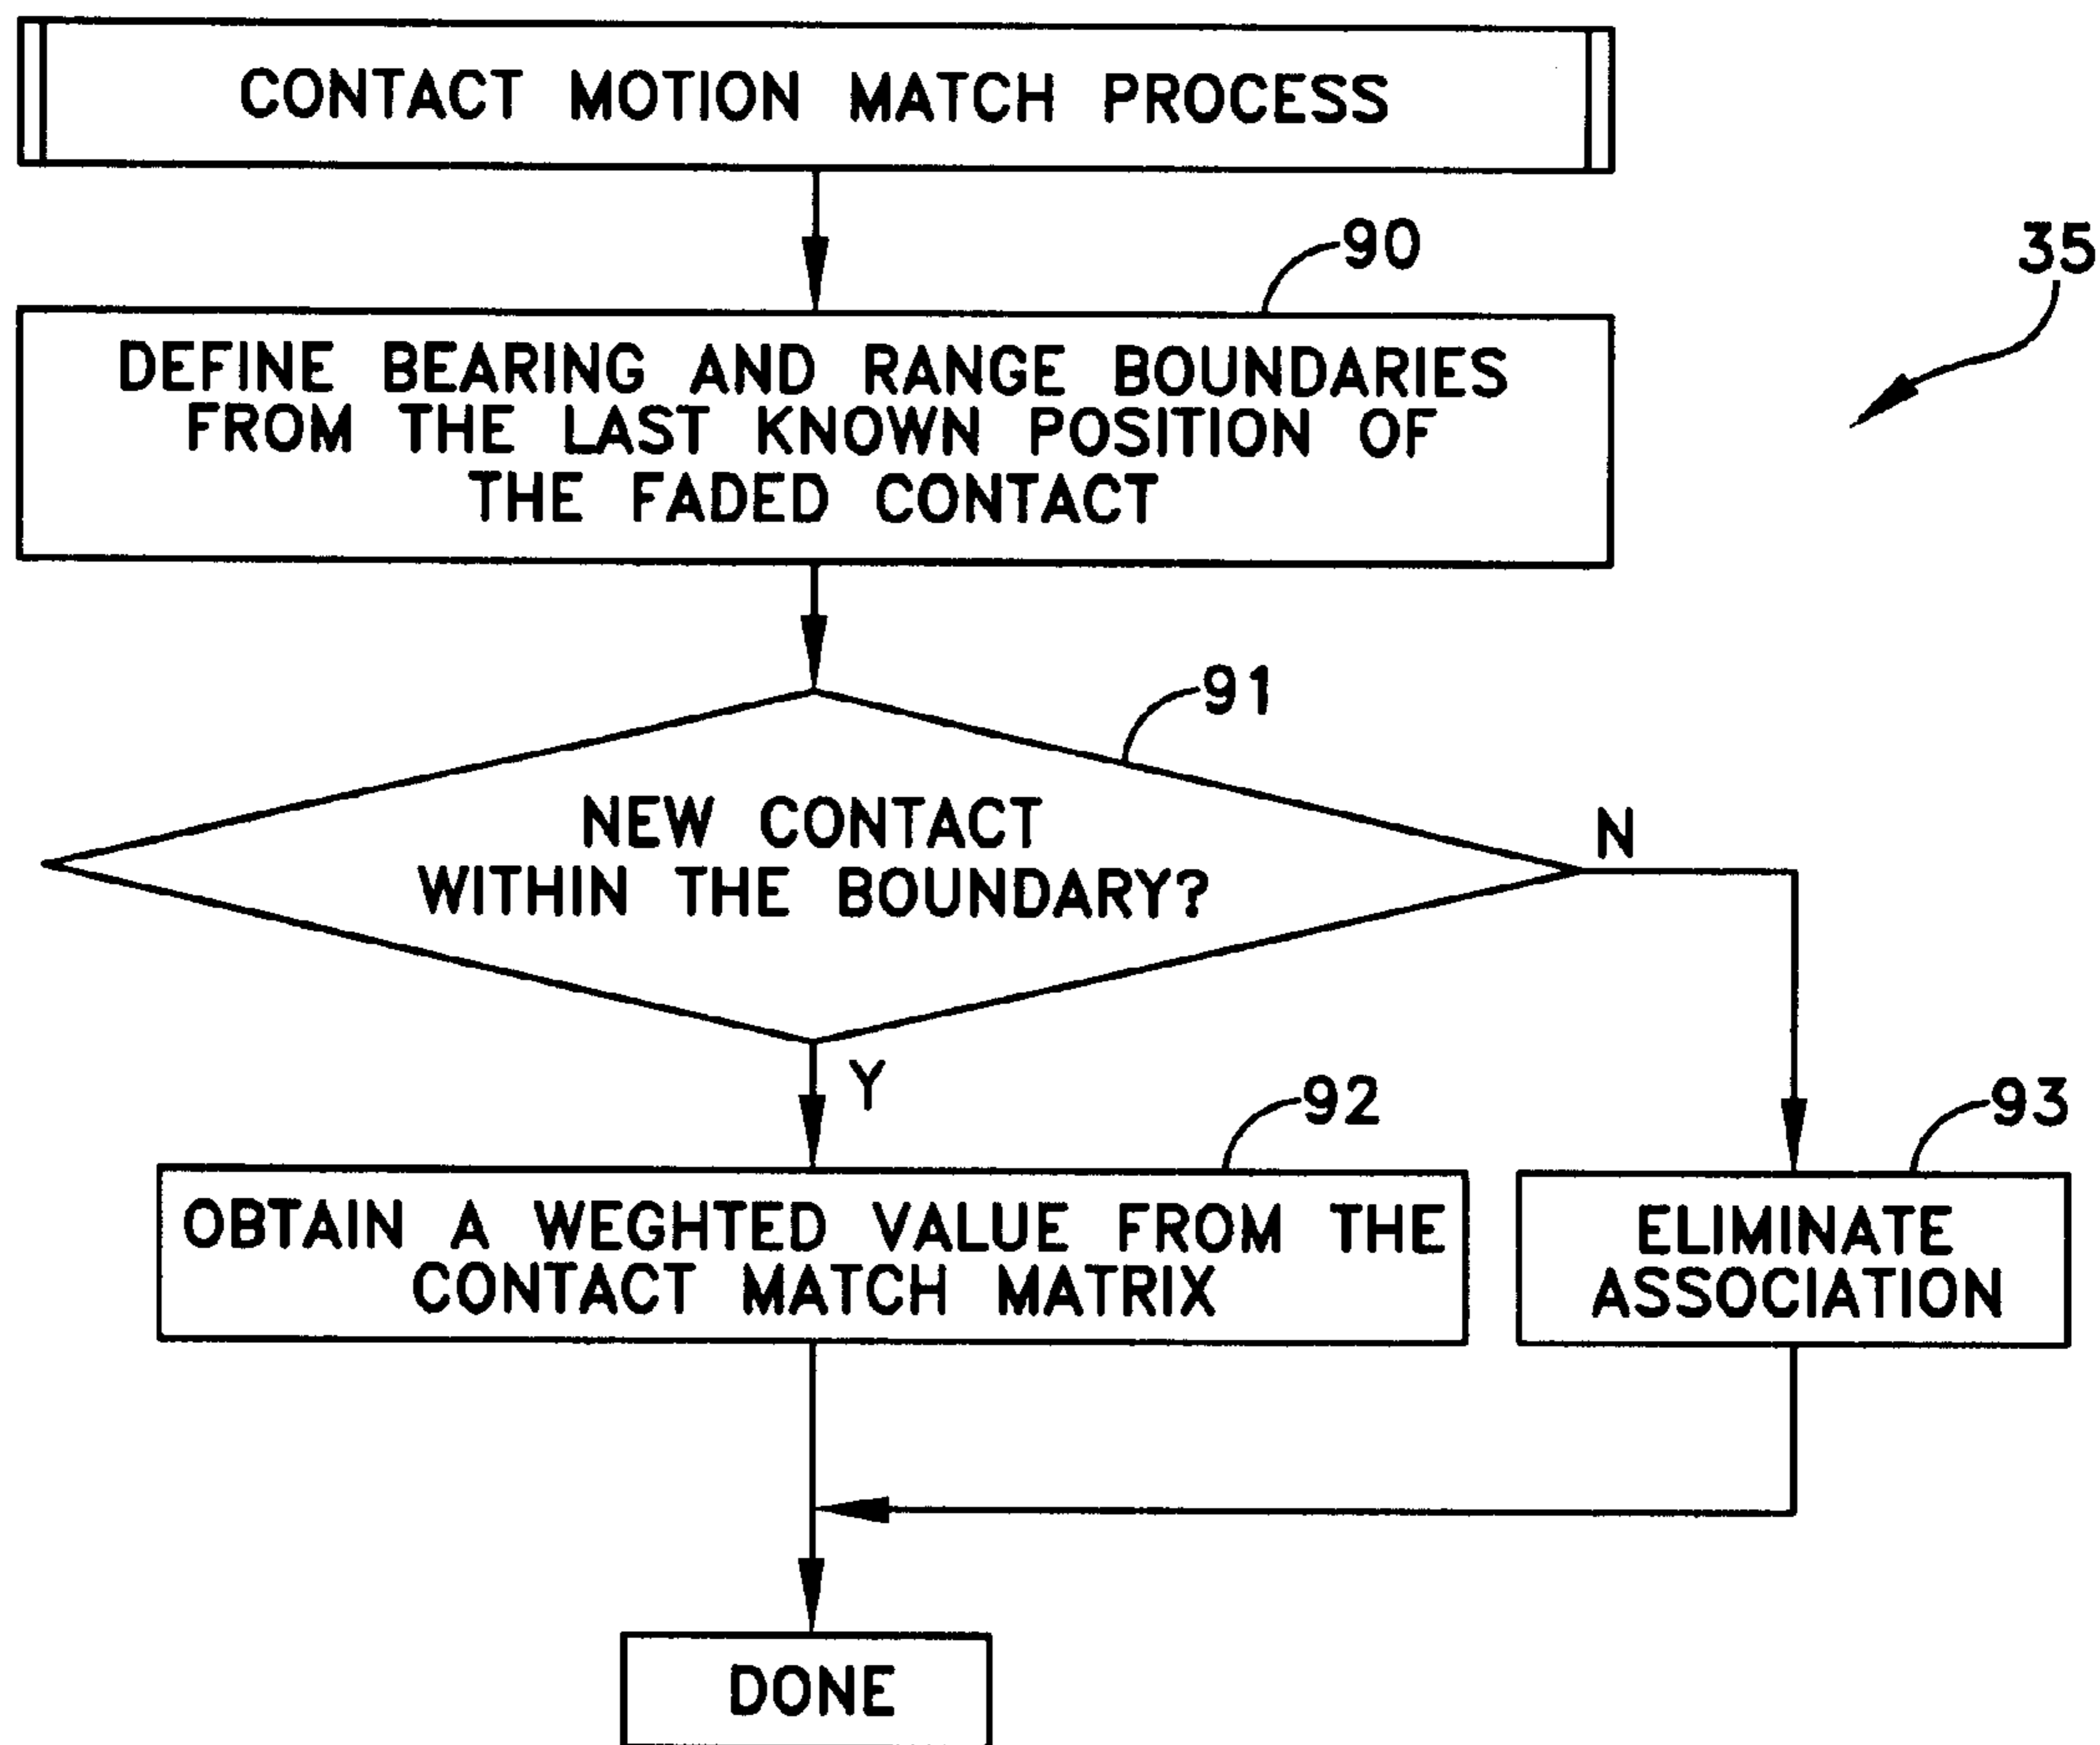 CONTACT MOTION MATCH PROCESS
90
35
DEFINE BEARING AND RANGE BOUNDARIES
FROM THE LAST KNOWN POSITION OF
THE FADED CONTACT
91
NEW CONTACT
WITHIN THE BOUNDARY?
N
Y
92
93
OBTAIN A WEGHTED VALUE FROM THE
CONTACT MATCH MATRIX
ELIMINATE
ASSOCIATION
DONE